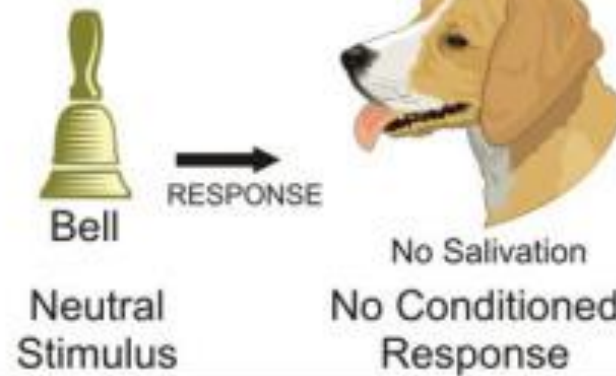 RESPONSE
Bell
No Salivation
Neutral
Stimulus
No Conditioned
Response